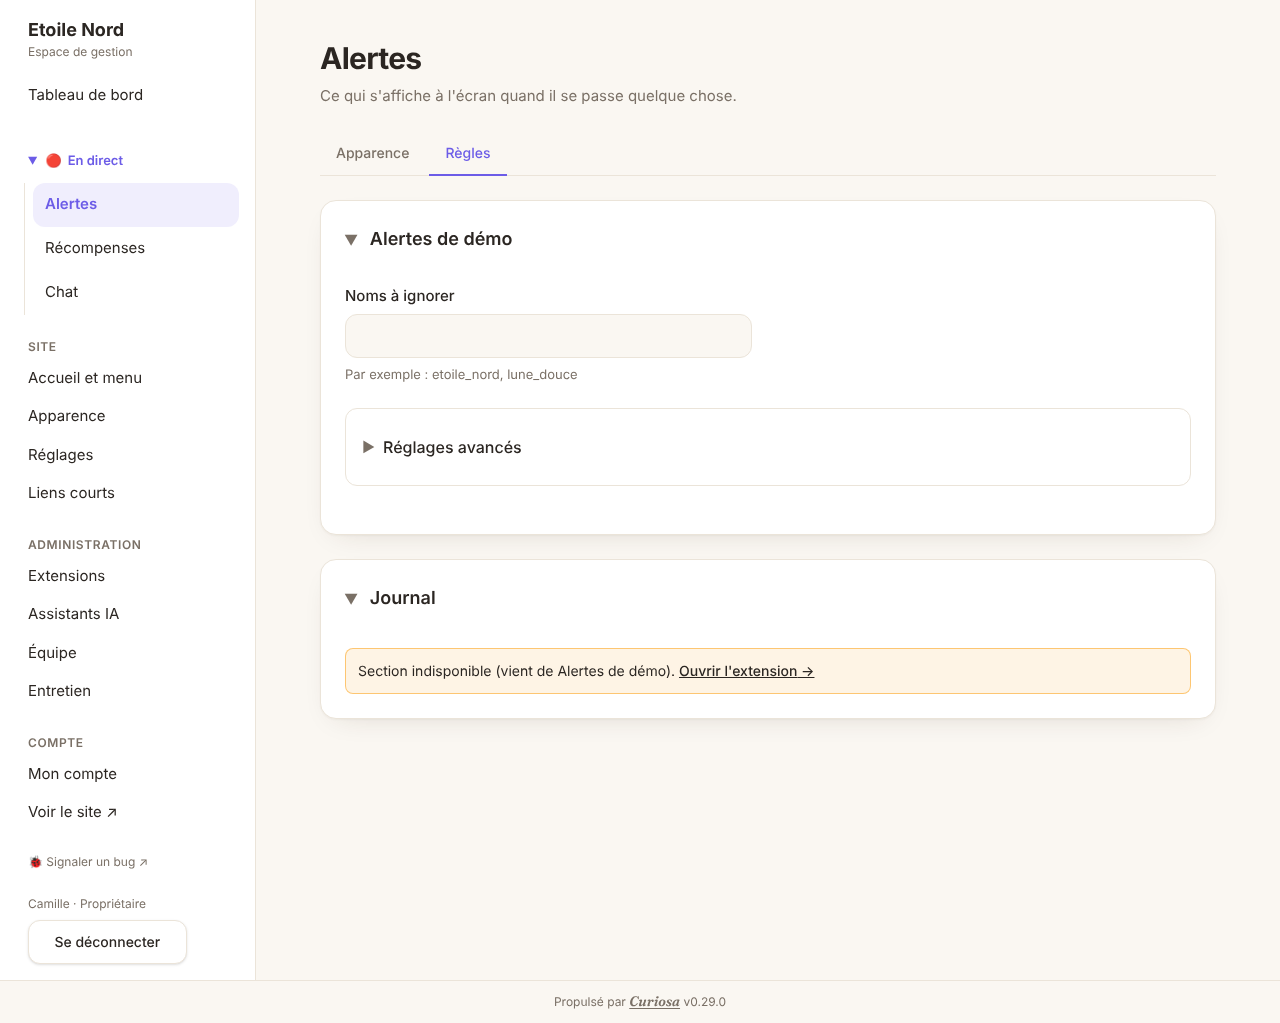 Etoile Nord
Espace de gestion
Tableau de bord
▼ 🔴 En direct
Alertes
Récompenses
Chat
SITE
Accueil et menu
Apparence
Réglages
Liens courts
ADMINISTRATION
Extensions
Assistants IA
Équipe
Entretien
COMPTE
Mon compte
Voir le site ↗
🐞 Signaler un bug ↗
Camille · Propriétaire
Se déconnecter
Alertes
Ce qui s'affiche à l'écran quand il se passe quelque chose.
Apparence Règles
▼ Alertes de démo
Noms à ignorer
Par exemple : etoile_nord, lune_douce
▶ Réglages avancés
▼ Journal
Section indisponible (vient de Alertes de démo). Ouvrir l'extension →
Propulsé par Curiosa v0.29.0